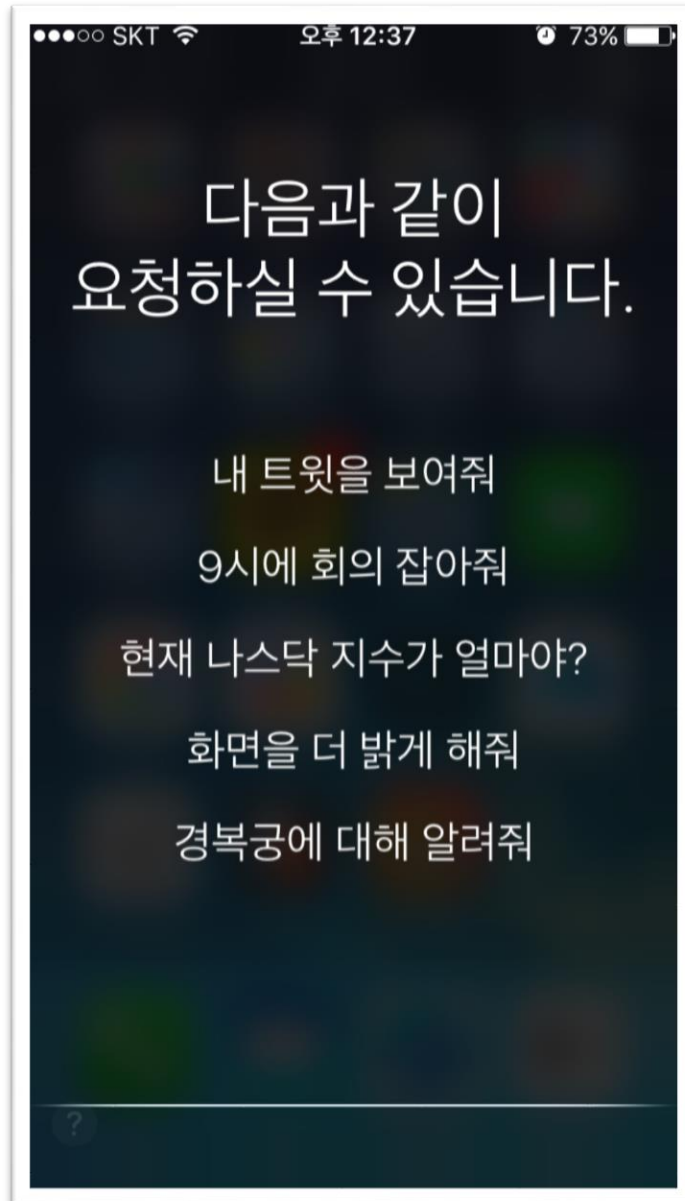 SKT 오후 12:37 73%
다음과 같이
요청하실 수 있습니다.
내 트윗을 보여줘
9시에 회의 잡아줘
현재 나스닥 지수가 얼마야?
화면을 더 밝게 해줘
경복궁에 대해 알려줘
?